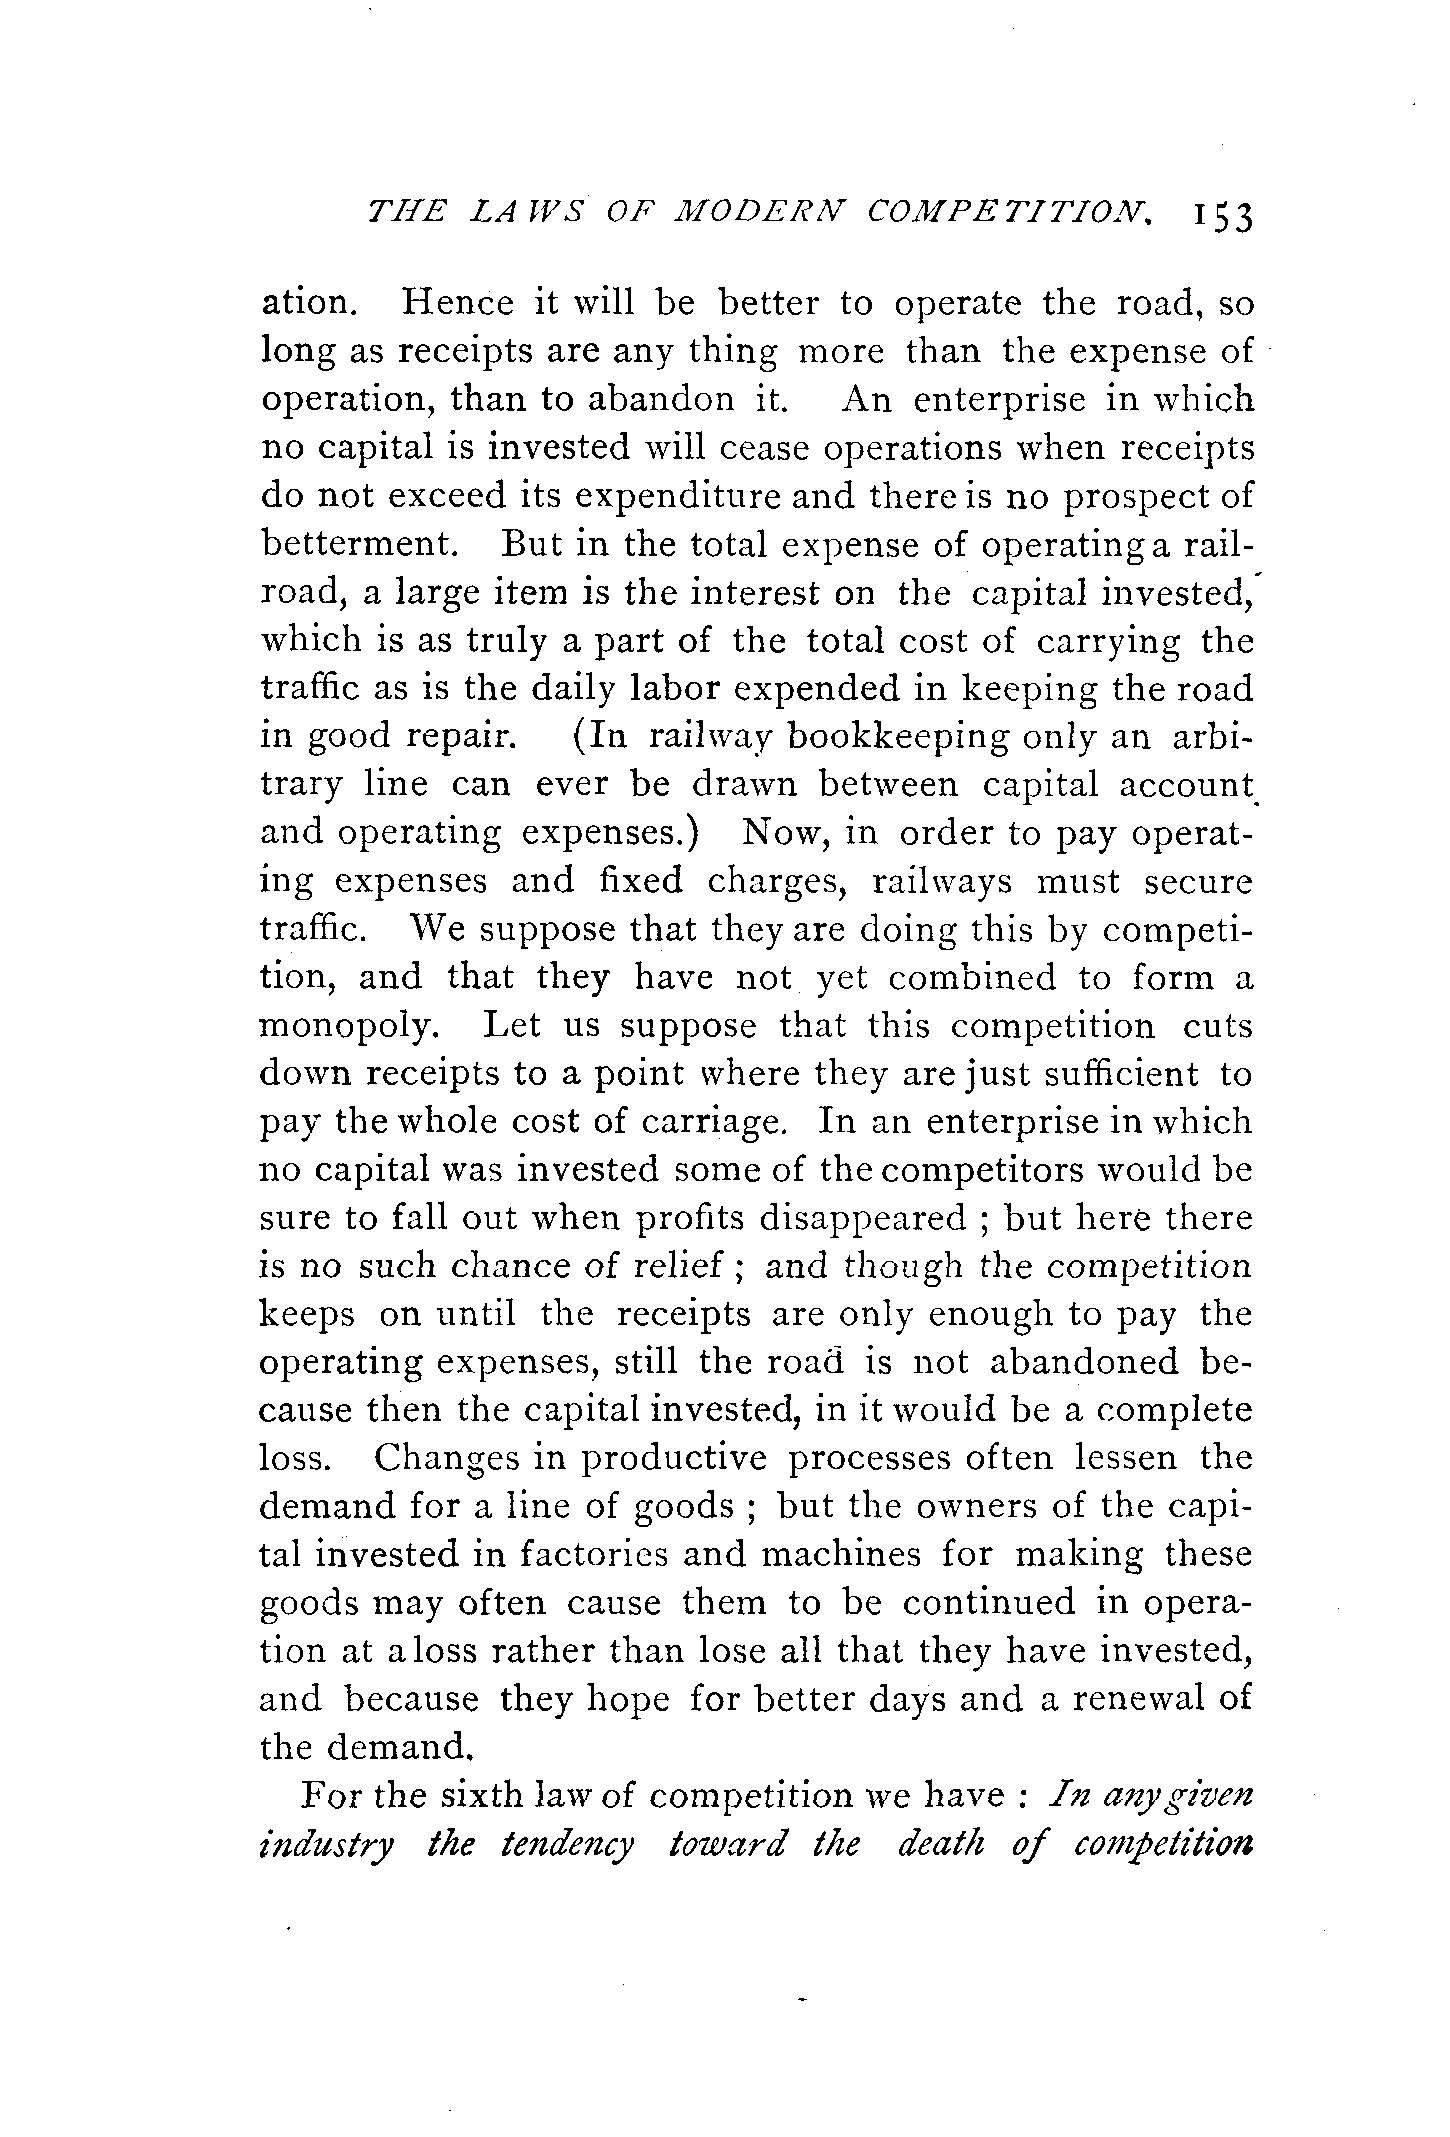 THE LAWS OF MODERN COMPETITION. 153
ation. Hence it will be better to operate the road, so
long as receipts are any thing more than the expense of
operation, than to abandon it. An enterprise in which
no capital is invested will cease operations when receipts
do not exceed its expenditure and there is no prospect of
betterment. But in the total expense of operating a rail-
road, a large item is the interest on the capital invested,
which is as truly a part of the total cost of carrying the
traffic as is the daily labor expended in keeping the road
in good repair. (In railway bookkeeping only an arbi-
trary line can ever be drawn between capital account
and operating expenses.) Now, in order to pay operat-
ing expenses and fixed charges, railways must secure
traffic. We suppose that they are doing this by competi-
tion, and that they have not yet combined to form a
monopoly. Let us suppose that this competition cuts
down receipts to a point where they are just sufficient to
pay the whole cost of carriage. In an enterprise in which
no capital was invested some of the competitors would be
sure to fall out when profits disappeared ; but here there
is no such chance of relief ; and though the competition
keeps on until the receipts are only enough to pay the
operating expenses, still the road is not abandoned be-
cause then the capital invested, in it would be a complete
loss. Changes in productive processes often lessen the
demand for a line of goods ; but the owners of the capi-
tal invested in factories and machines for making these
goods may often cause them to be continued in opera-
tion at a loss rather than lose all that they have invested,
and because they hope for better days and a renewal of
the demand.
For the sixth law of competition we have : In any given
industry the tendency toward the death of competition